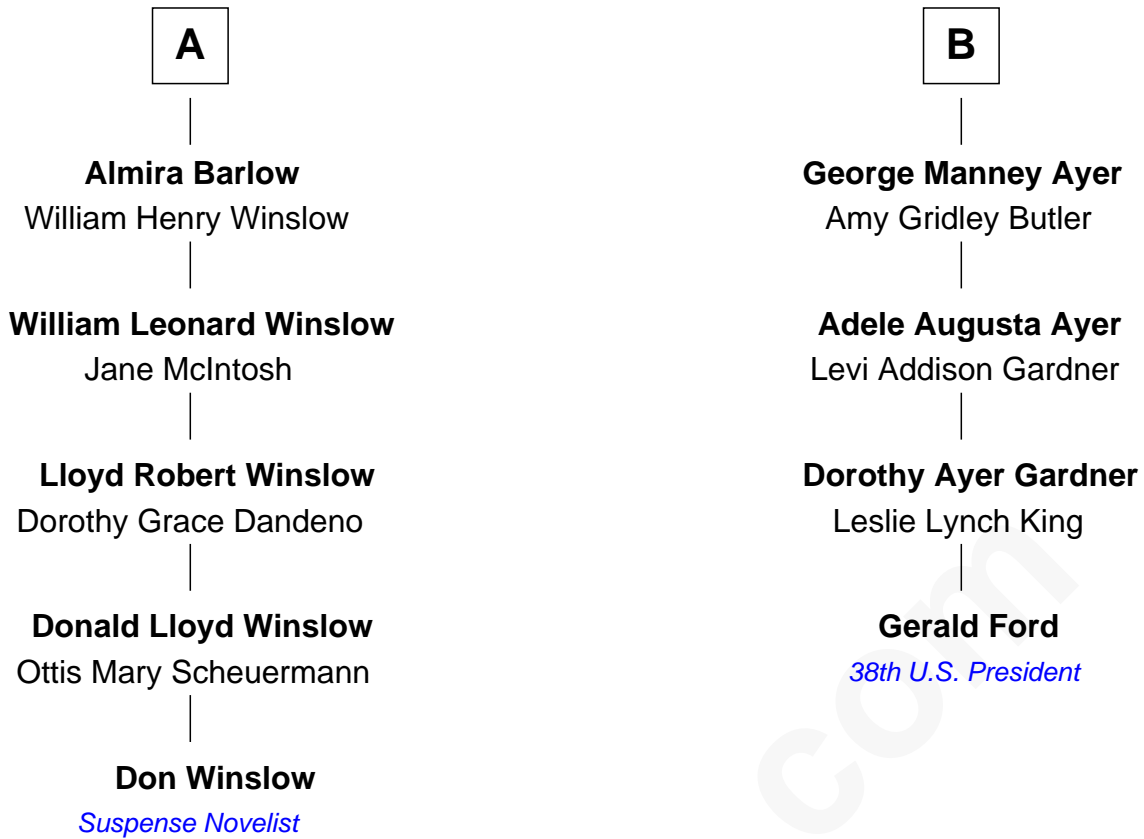 A
Almira Barlow
William Henry Winslow
William Leonard Winslow
Jane McIntosh
Lloyd Robert Winslow
Dorothy Grace Dandeno
Donald Lloyd Winslow
Ottis Mary Scheuermann
Don Winslow
Suspense Novelist
B
George Manney Ayer
Amy Gridley Butler
Adele Augusta Ayer
Levi Addison Gardner
Dorothy Ayer Gardner
Leslie Lynch King
Gerald Ford
38th U.S. President
com